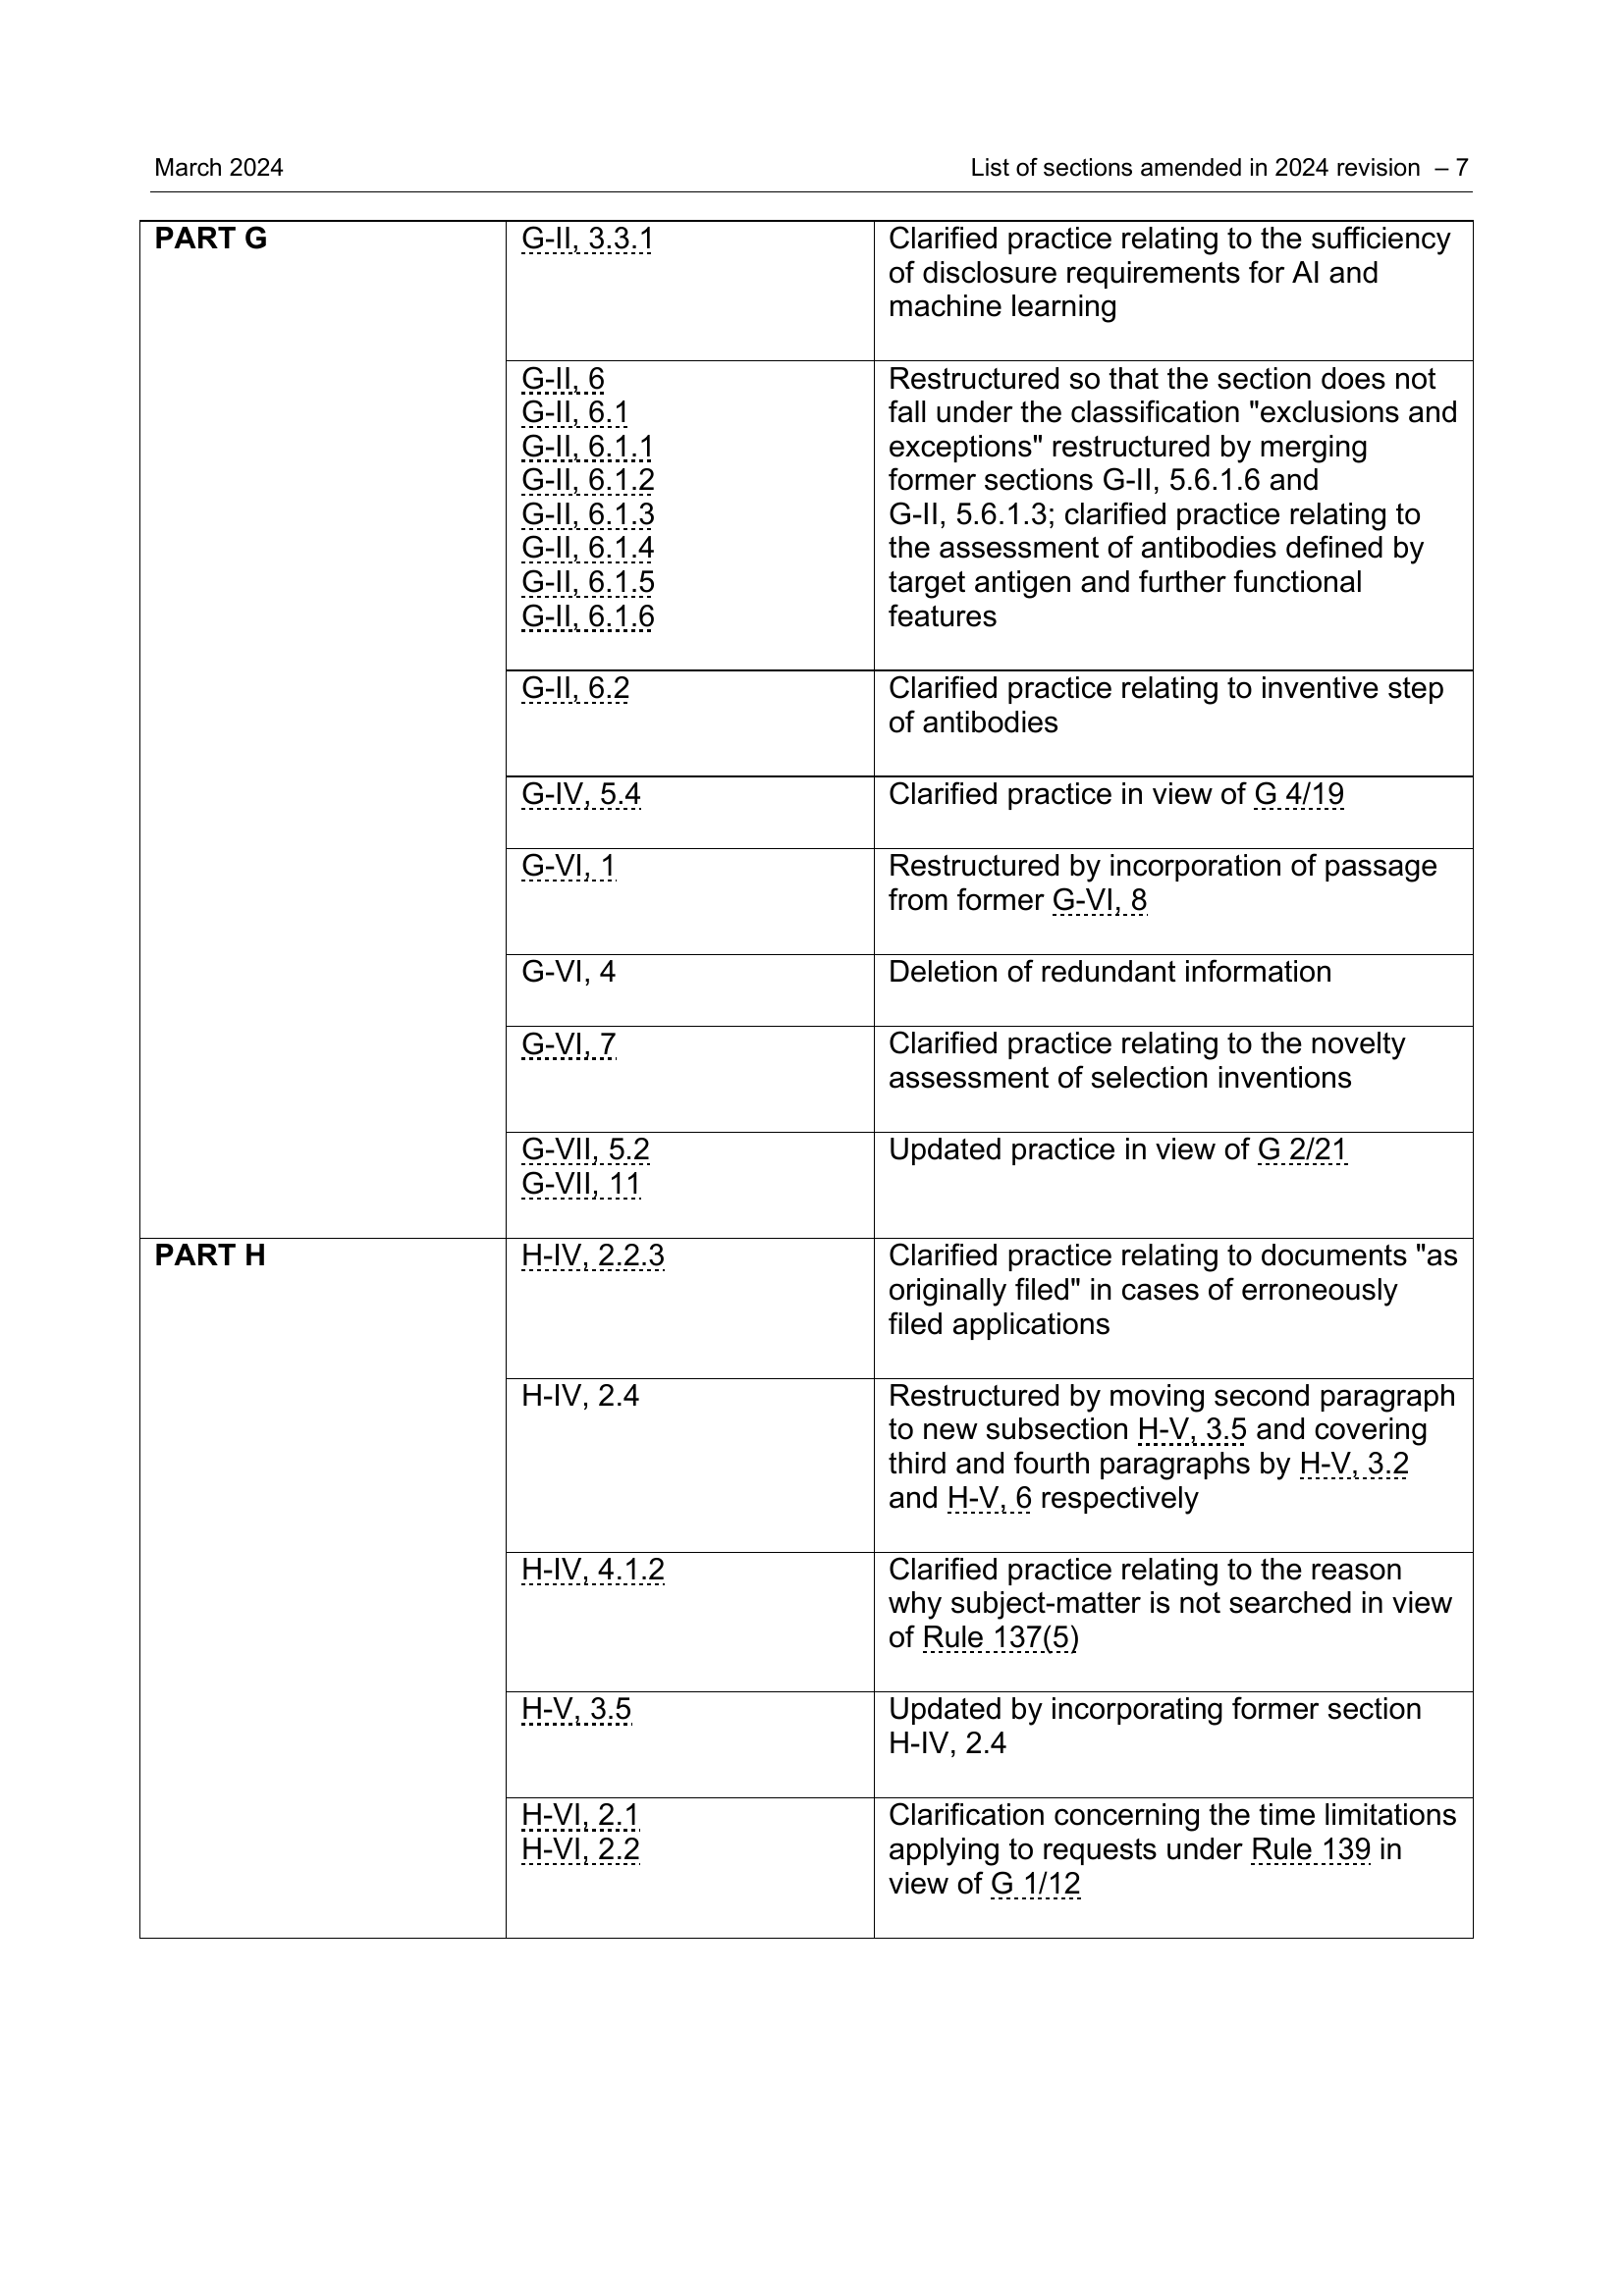 March 2024
List of sections amended in 2024 revision – 7
PART G
G-II, 3.3.1
Clarified practice relating to the sufficiency
of disclosure requirements for AI and
machine learning
G-II, 6
G-II, 6.1
G-II, 6.1.1
G-II, 6.1.2
G-II, 6.1.3
G-II, 6.1.4
G-II, 6.1.5
G-II, 6.1.6
Restructured so that the section does not
fall under the classification "exclusions and
exceptions" restructured by merging
former sections G-II, 5.6.1.6 and
G-II, 5.6.1.3; clarified practice relating to
the assessment of antibodies defined by
target antigen and further functional
features
G-II, 6.2
Clarified practice relating to inventive step
of antibodies
G-IV, 5.4
Clarified practice in view of G 4/19
G-VI, 1
Restructured by incorporation of passage
from former G-VI, 8
G-VI, 4
Deletion of redundant information
G-VI, 7
Clarified practice relating to the novelty
assessment of selection inventions
G-VII, 5.2
G-VII, 11
Updated practice in view of G 2/21
PART H
H-IV, 2.2.3
Clarified practice relating to documents "as
originally filed" in cases of erroneously
filed applications
H-IV, 2.4
Restructured by moving second paragraph
to new subsection H-V, 3.5 and covering
third and fourth paragraphs by H-V, 3.2
and H-V, 6 respectively
H-IV, 4.1.2
Clarified practice relating to the reason
why subject-matter is not searched in view
of Rule 137(5)
H-V, 3.5
Updated by incorporating former section
H-IV, 2.4
H-VI, 2.1
H-VI, 2.2
Clarification concerning the time limitations
applying to requests under Rule 139 in
view of G 1/12